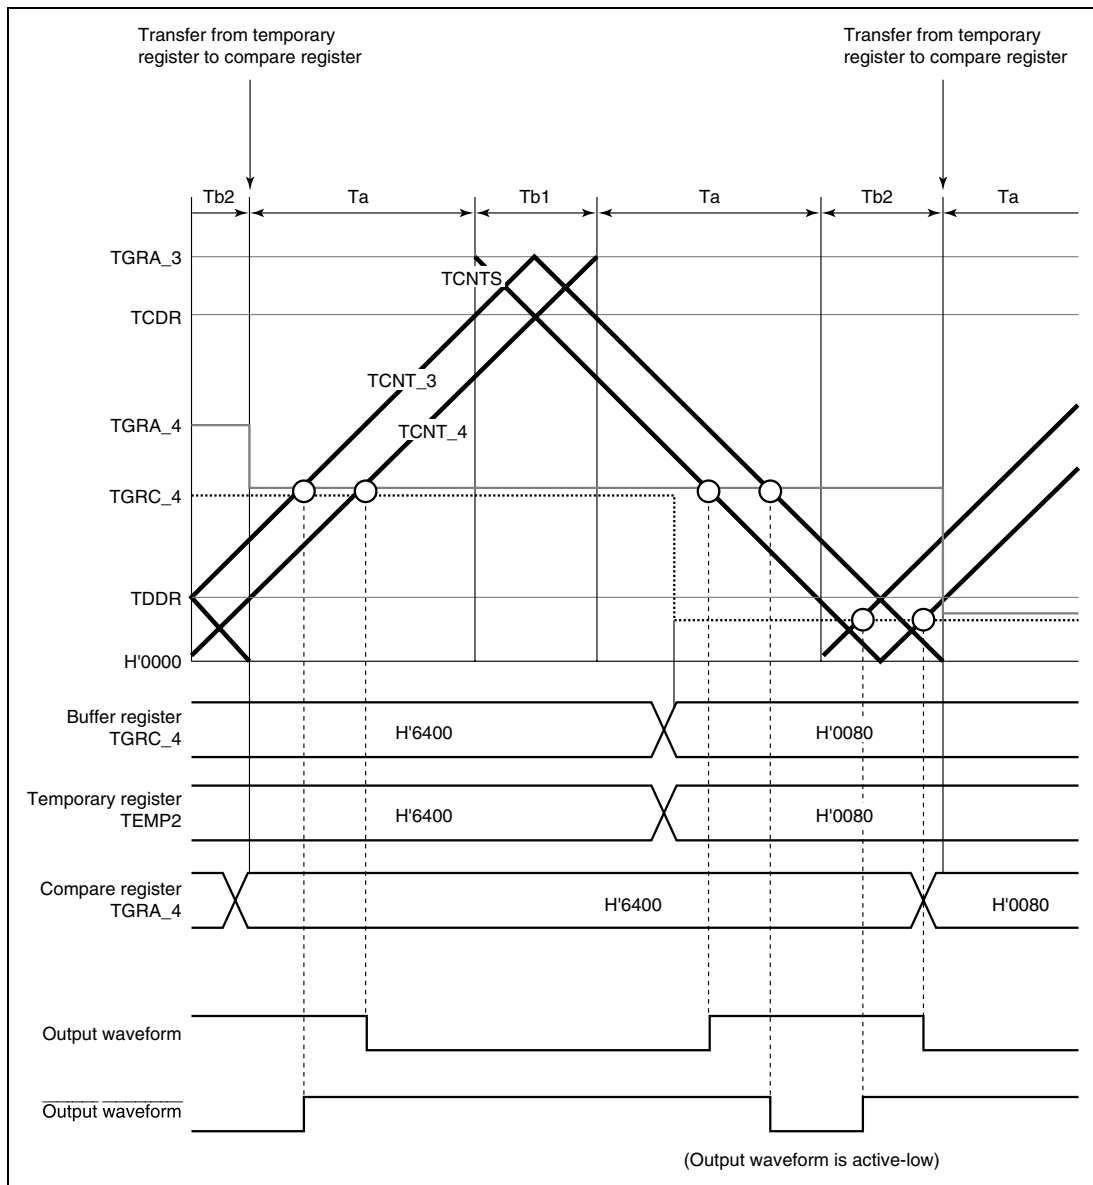 Transfer from temporary
register to compare register
Transfer from temporary
register to compare register
Tb2
Ta
Tb1
Ta
Tb2
Ta
TGRA_3
TCNTS
TCDR
TCNT_3
TGRA_4
TCNT_4
TGRC_4
TDDR
H'0000
Buffer register
TGRC_4
H'6400
H'0080
Temporary register
TEMP2
H'6400
H'0080
Compare register
TGRA_4
H'6400
H'0080
Output waveform
Output waveform
(Output waveform is active-low)